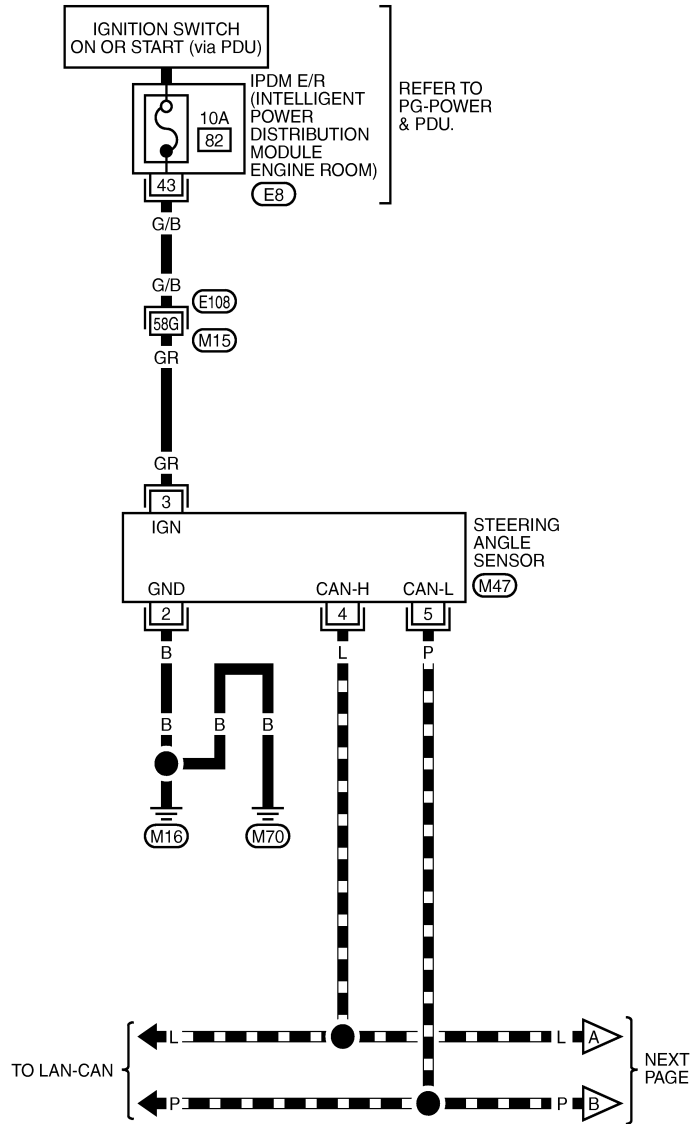 IGNITION SWITCH
ON OR START (via PDU)
IPDM E/R
(INTELLIGENT
POWER
DISTRIBUTION
MODULE
ENGINE ROOM)
E8
10A
82
REFER TO
PG-POWER
& PDU.
43
G/B
G/B
E108
58G
M15
GR
GR
3
IGN
STEERING
ANGLE
SENSOR
M47
GND
CAN-H
CAN-L
2
4
5
B
L
P
B
B
B
M16
M70
TO LAN-CAN
L
L
A
P
P
B
NEXT
PAGE